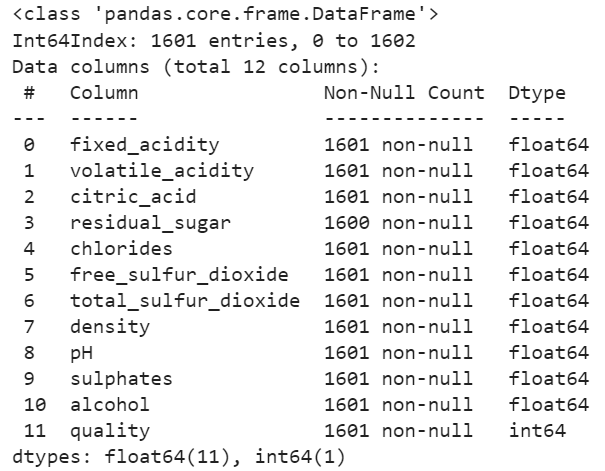 <class 'pandas.core.frame.DataFrame'>
Int64Index: 1601 entries, 0 to 1602
Data columns (total 12 columns):
 #   Column                Non-Null Count  Dtype
---  ------                --------------  -----
 0   fixed_acidity         1601 non-null   float64
 1   volatile_acidity      1601 non-null   float64
 2   citric_acid           1601 non-null   float64
 3   residual_sugar        1600 non-null   float64
 4   chlorides             1601 non-null   float64
 5   free_sulfur_dioxide   1601 non-null   float64
 6   total_sulfur_dioxide  1601 non-null   float64
 7   density               1601 non-null   float64
 8   pH                    1601 non-null   float64
 9   sulphates             1601 non-null   float64
 10  alcohol               1601 non-null   float64
 11  quality               1601 non-null   int64
dtypes: float64(11), int64(1)